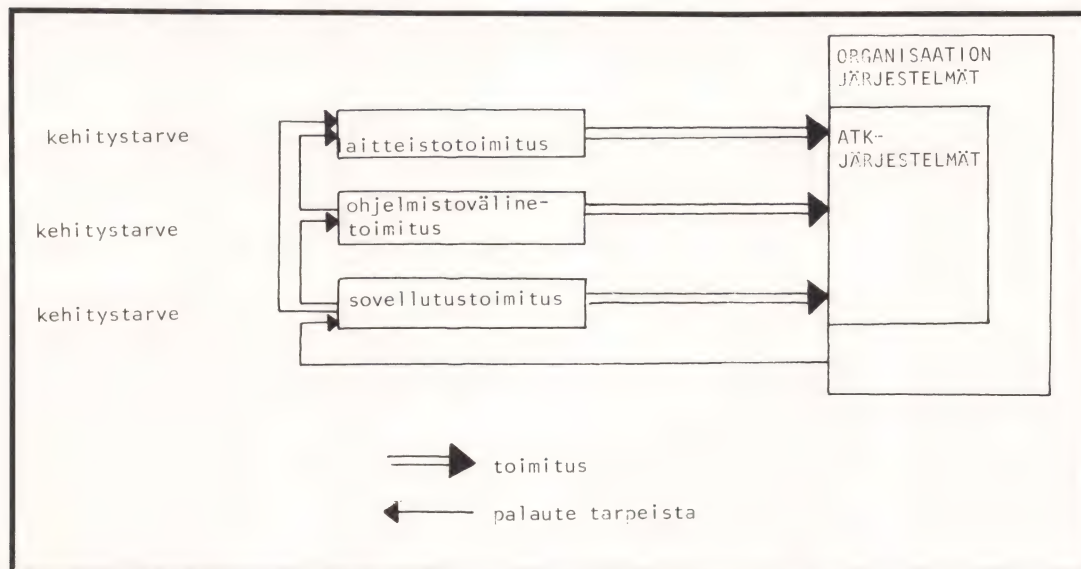 ORGANISAATION
JÄRJESTELMÄT
kehitystarve
aitteistotoimitus
ATK-
JÄRJESTELMÄT
kehitystarve
ohjelmistoväline-
toimitus
kehitystarve
sovellutustoimitus
toimitus
palaute tarpeista